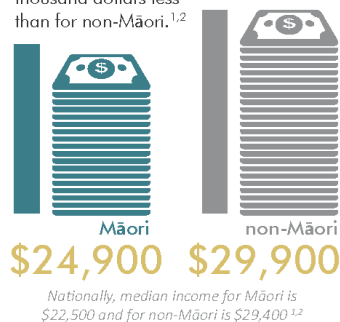 thousand dollars less
than for non-Māori.1,2
$
$
Māori
non-Māori
$24,900
$29,900
Nationally, median income for Māori is
$22,500 and for non-Māori is $29,400 1,2